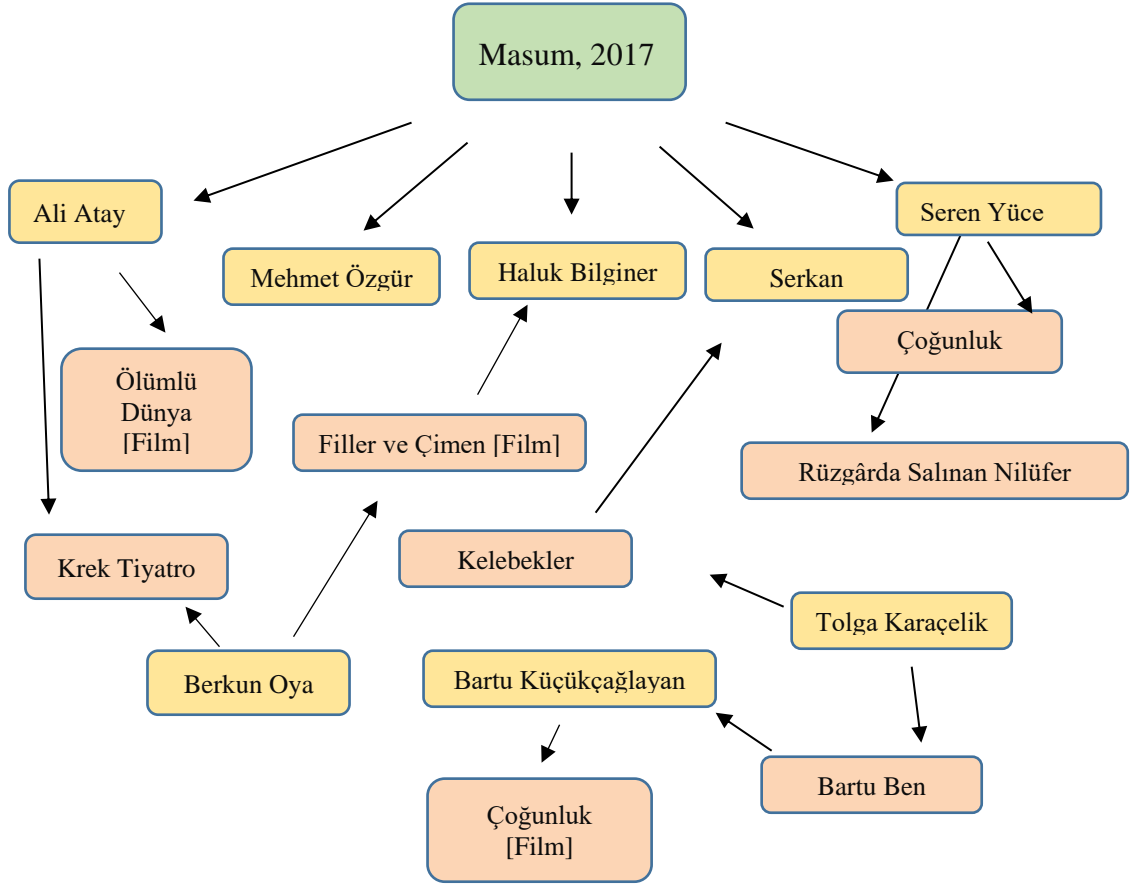 Masum, 2017
Ali Atay
Seren Yüce
Mehmet Özgür
Haluk Bilginer
Serkan
Çoğunluk
Ölümlü
Dünya
[Film]
Filler ve Çimen [Film]
Rüzgârda Salınan Nilüfer
Krek Tiyatro
Kelebekler
Tolga Karaçelik
Berkun Oya
Bartu Küçükçağlayan
Bartu Ben
Çoğunluk
[Film]